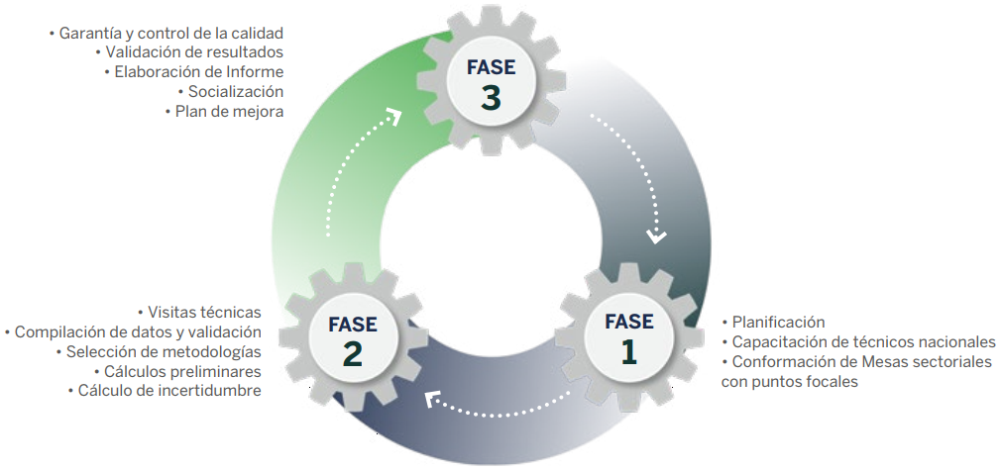 • Garantía y control de la calidad
• Validación de resultados
• Elaboración de Informe
• Socialización
• Plan de mejora
FASE
3
• Visitas técnicas
• Compilación de datos y validación
• Selección de metodologías
• Cálculos preliminares
• Cálculo de incertidumbre
FASE
2
FASE
1
• Planificación
• Capacitación de técnicos nacionales
• Conformación de Mesas sectoriales
con puntos focales